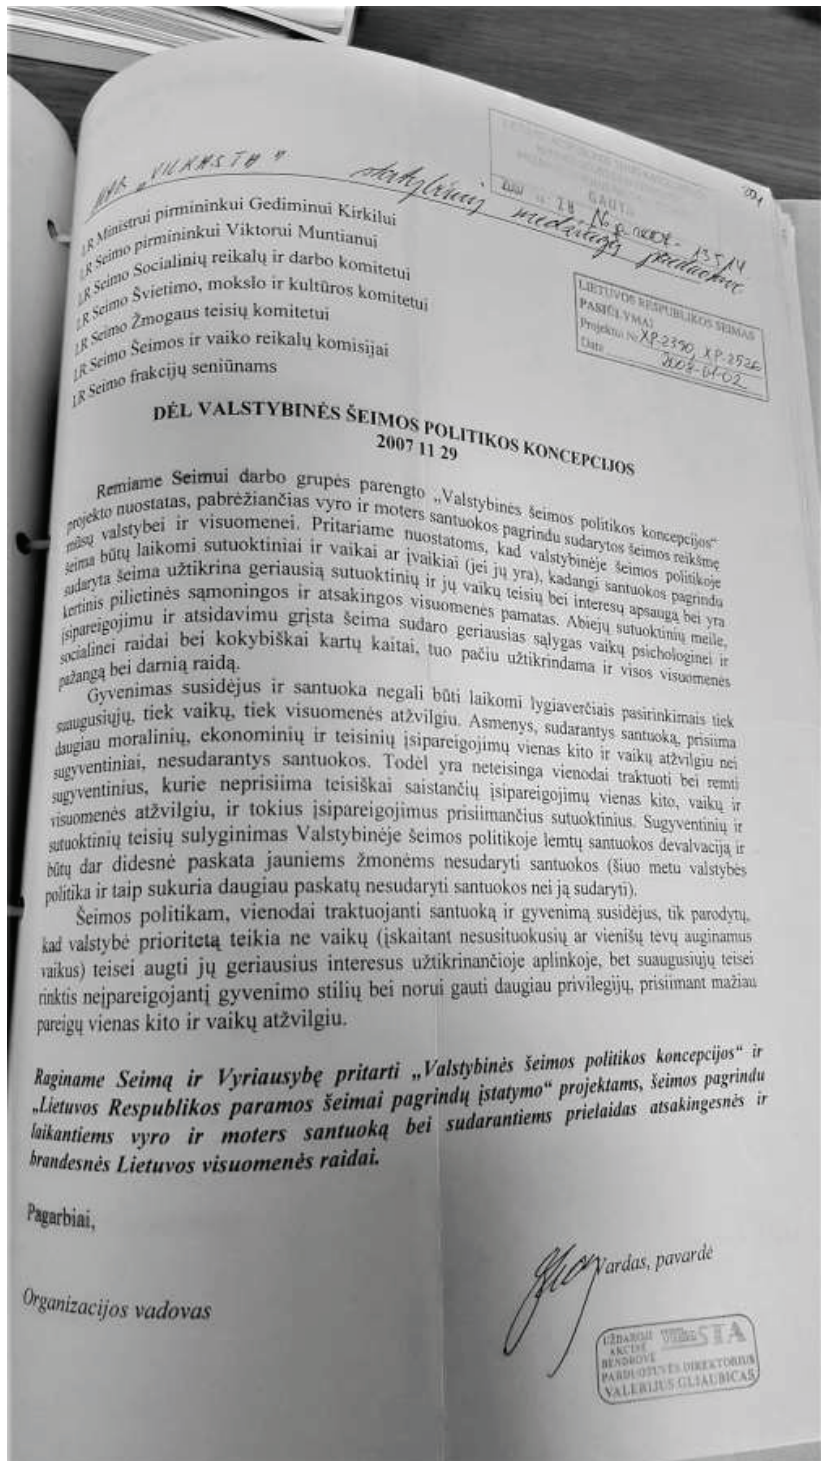 UAB „VILKASTA" statybinių medžiagų parduotuvė
GAUTA
28 Nr. 13514
LR Ministrui pirmininkui Gediminui Kirkilui
LR Seimo pirmininkui Viktorui Muntianui
LR Seimo Socialinių reikalų ir darbo komitetui
LR Seimo Švietimo, mokslo ir kultūros komitetui
LR Seimo Žmogaus teisių komitetui
LR Seimo Šeimos ir vaiko reikalų komisijai
LR Seimo frakcijų seniūnams
LIETUVOS RESPUBLIKOS SEIMAS
PASIŪLYMAI
Projektui Nr. XP-2390, XP-2526
Data 2008-01-02
DĖL VALSTYBINĖS ŠEIMOS POLITIKOS KONCEPCIJOS
2007 11 29
Remiame Seimui darbo grupės parengto „Valstybinės šeimos politikos koncepcijos"
projekto nuostatas, pabrėžiančias vyro ir moters santuokos pagrindu sudarytos šeimos reikšmę
mūsų valstybei ir visuomenei. Pritariame nuostatoms, kad valstybinėje šeimos politikoje
šeima būtų laikomi sutuoktiniai ir vaikai ar įvaikiai (jei jų yra), kadangi santuokos pagrindu
sudaryta šeima užtikrina geriausią sutuoktinių ir jų vaikų teisių bei interesų apsaugą bei yra
kertinis pilietinės sąmoningos ir atsakingos visuomenės pamatas. Abiejų sutuoktinių meile,
įsipareigojimu ir atsidavimu grįsta šeima sudaro geriausias sąlygas vaikų psichologinei ir
socialinei raidai bei kokybiškai kartų kaitai, tuo pačiu užtikrindama ir visos visuomenės
pažangą bei darnią raidą.
Gyvenimas susidėjus ir santuoka negali būti laikomi lygiaverčiais pasirinkimais tiek
suaugusiųjų, tiek vaikų, tiek visuomenės atžvilgiu. Asmenys, sudarantys santuoką, prisiima
daugiau moralinių, ekonominių ir teisinių įsipareigojimų vienas kito ir vaikų atžvilgiu nei
sugyventiniai, nesudarantys santuokos. Todėl yra neteisinga vienodai traktuoti bei remti
sugyventinius, kurie neprisiima teisiškai saistančių įsipareigojimų vienas kito, vaikų ir
visuomenės atžvilgiu, ir tokius įsipareigojimus prisiimančius sutuoktinius. Sugyventinių ir
sutuoktinių teisių sulyginimas Valstybinėje šeimos politikoje lemtų santuokos devalvaciją ir
būtų dar didesnė paskata jauniems žmonėms nesudaryti santuokos (šiuo metu valstybės
politika ir taip sukuria daugiau paskatų nesudaryti santuokos nei ją sudaryti).
Šeimos politikam, vienodai traktuojanti santuoką ir gyvenimą susidėjus, tik parodytų,
kad valstybė prioritetą teikia ne vaikų (įskaitant nesusituokusių ar vienišų tėvų auginamus
vaikus) teisei augti jų geriausius interesus užtikrinančioje aplinkoje, bet suaugusiųjų teisei
rinktis neįpareigojantį gyvenimo stilių bei norui gauti daugiau privilegijų, prisiimant mažiau
pareigų vienas kito ir vaikų atžvilgiu.
Raginame Seimą ir Vyriausybę pritarti „Valstybinės šeimos politikos koncepcijos" ir
„Lietuvos Respublikos paramos šeimai pagrindų įstatymo" projektams, šeimos pagrindu
laikantiems vyro ir moters santuoką bei sudarantiems prielaidas atsakingesnės ir
brandesnės Lietuvos visuomenės raidai.
Pagarbiai,
Vardas, pavardė
Organizacijos vadovas
UŽDAROJI
AKCINĖ
BENDROVĖ
VilkaSTA
PARDUOTUVĖS DIREKTORIUS
VALERIJUS GLIAUBICAS